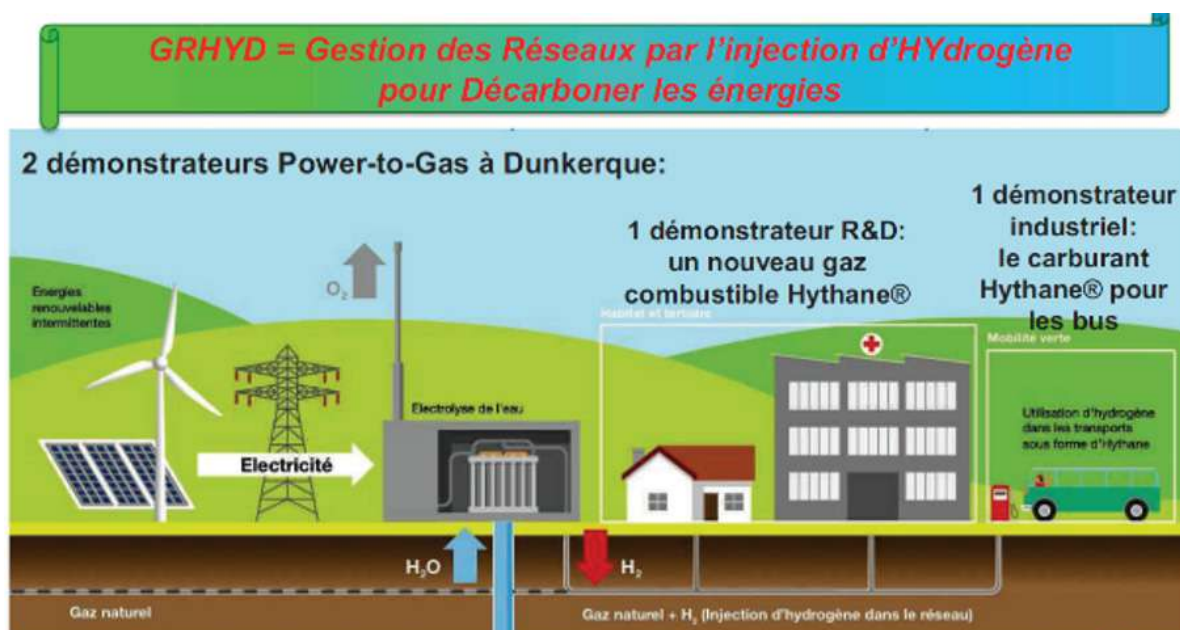 GRHYD = Gestion des Réseaux par l'injection d'HYdrogène
pour Décarboner les énergies
2 démonstrateurs Power-to-Gas à Dunkerque:
1 démonstrateur R&D:
un nouveau gaz
combustible Hythane®
1 démonstrateur
industriel:
le carburant
Hythane® pour
les bus
Energies
renouvelables
intermittentes
O₂
Habitat et tertiaire
Mobilité verte
Electrolyse de l'eau
Utilisation d'hydrogène
dans les transports
sous forme d'Hythane
Electricité
H₂O
H₂
Gaz naturel
Gaz naturel + H₂ (Injection d'hydrogène dans le réseau)